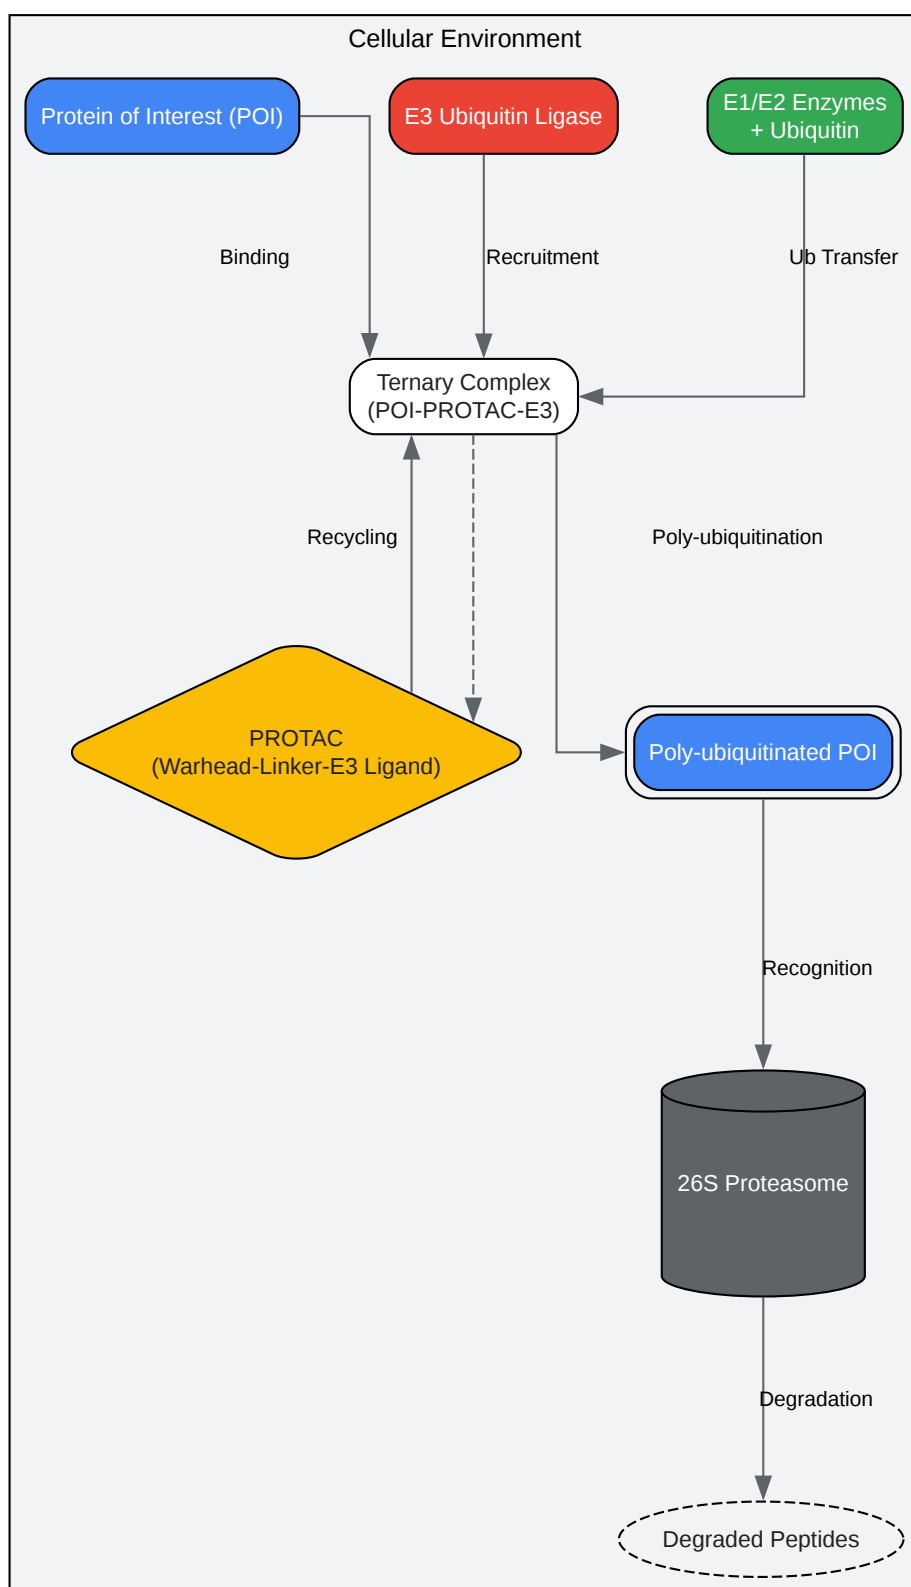 Cellular Environment
Protein of Interest (POI)
E3 Ubiquitin Ligase
E1/E2 Enzymes
+ Ubiquitin
Binding
Recruitment
Ub Transfer
Ternary Complex
(POI-PROTAC-E3)
Recycling
Poly-ubiquitination
PROTAC
(Warhead-Linker-E3 Ligand)
Poly-ubiquitinated POI
Recognition
26S Proteasome
Degradation
Degraded Peptides